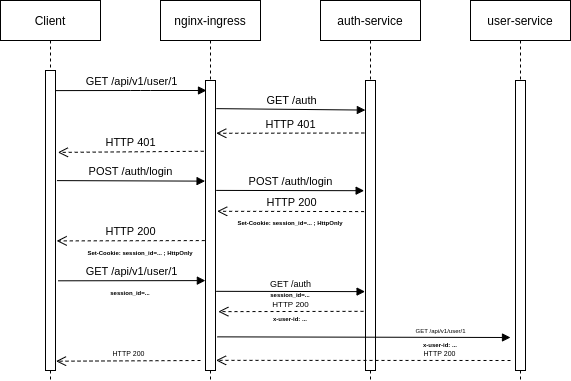 Client
nginx-ingress
auth-service
user-service
GET /api/v1/user/1
GET /auth
HTTP 401
HTTP 401
POST /auth/login
POST /auth/login
HTTP 200
Set-Cookie: session_id=... ; HttpOnly
HTTP 200
Set-Cookie: session_id=... ; HttpOnly
GET /api/v1/user/1
session_id=...
GET /auth
session_id=...
HTTP 200
x-user-id: ...
GET /api/v1/user/1
x-user-id: ...
HTTP 200
HTTP 200